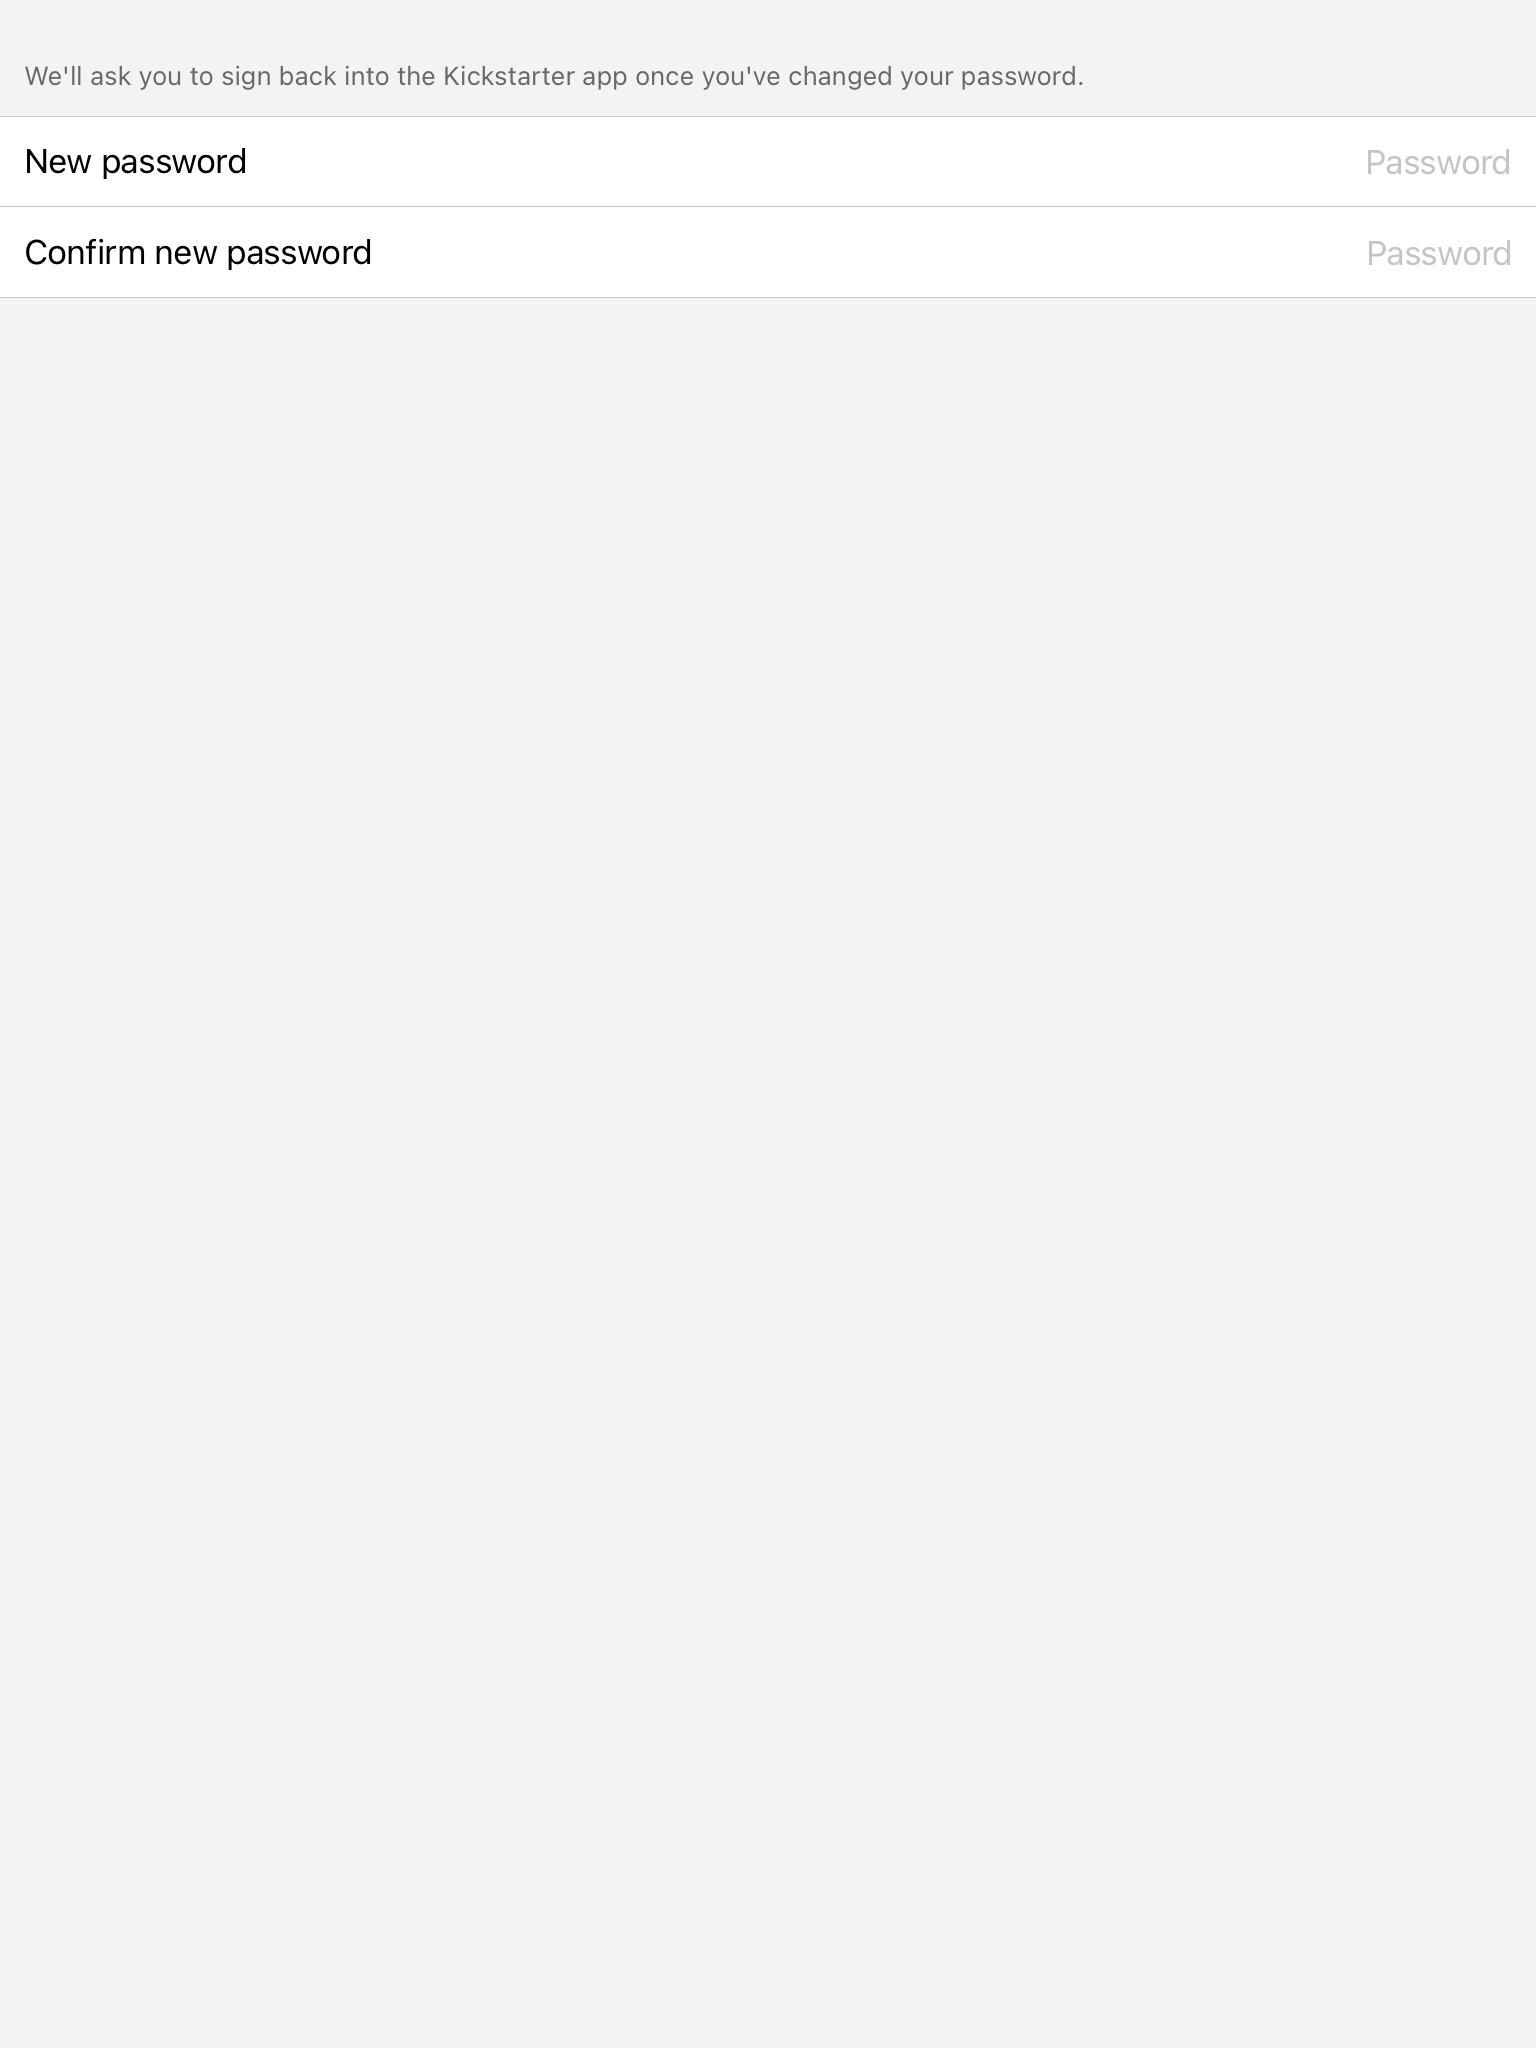 We'll ask you to sign back into the Kickstarter app once you've changed your password.
New password Password
Confirm new password Password